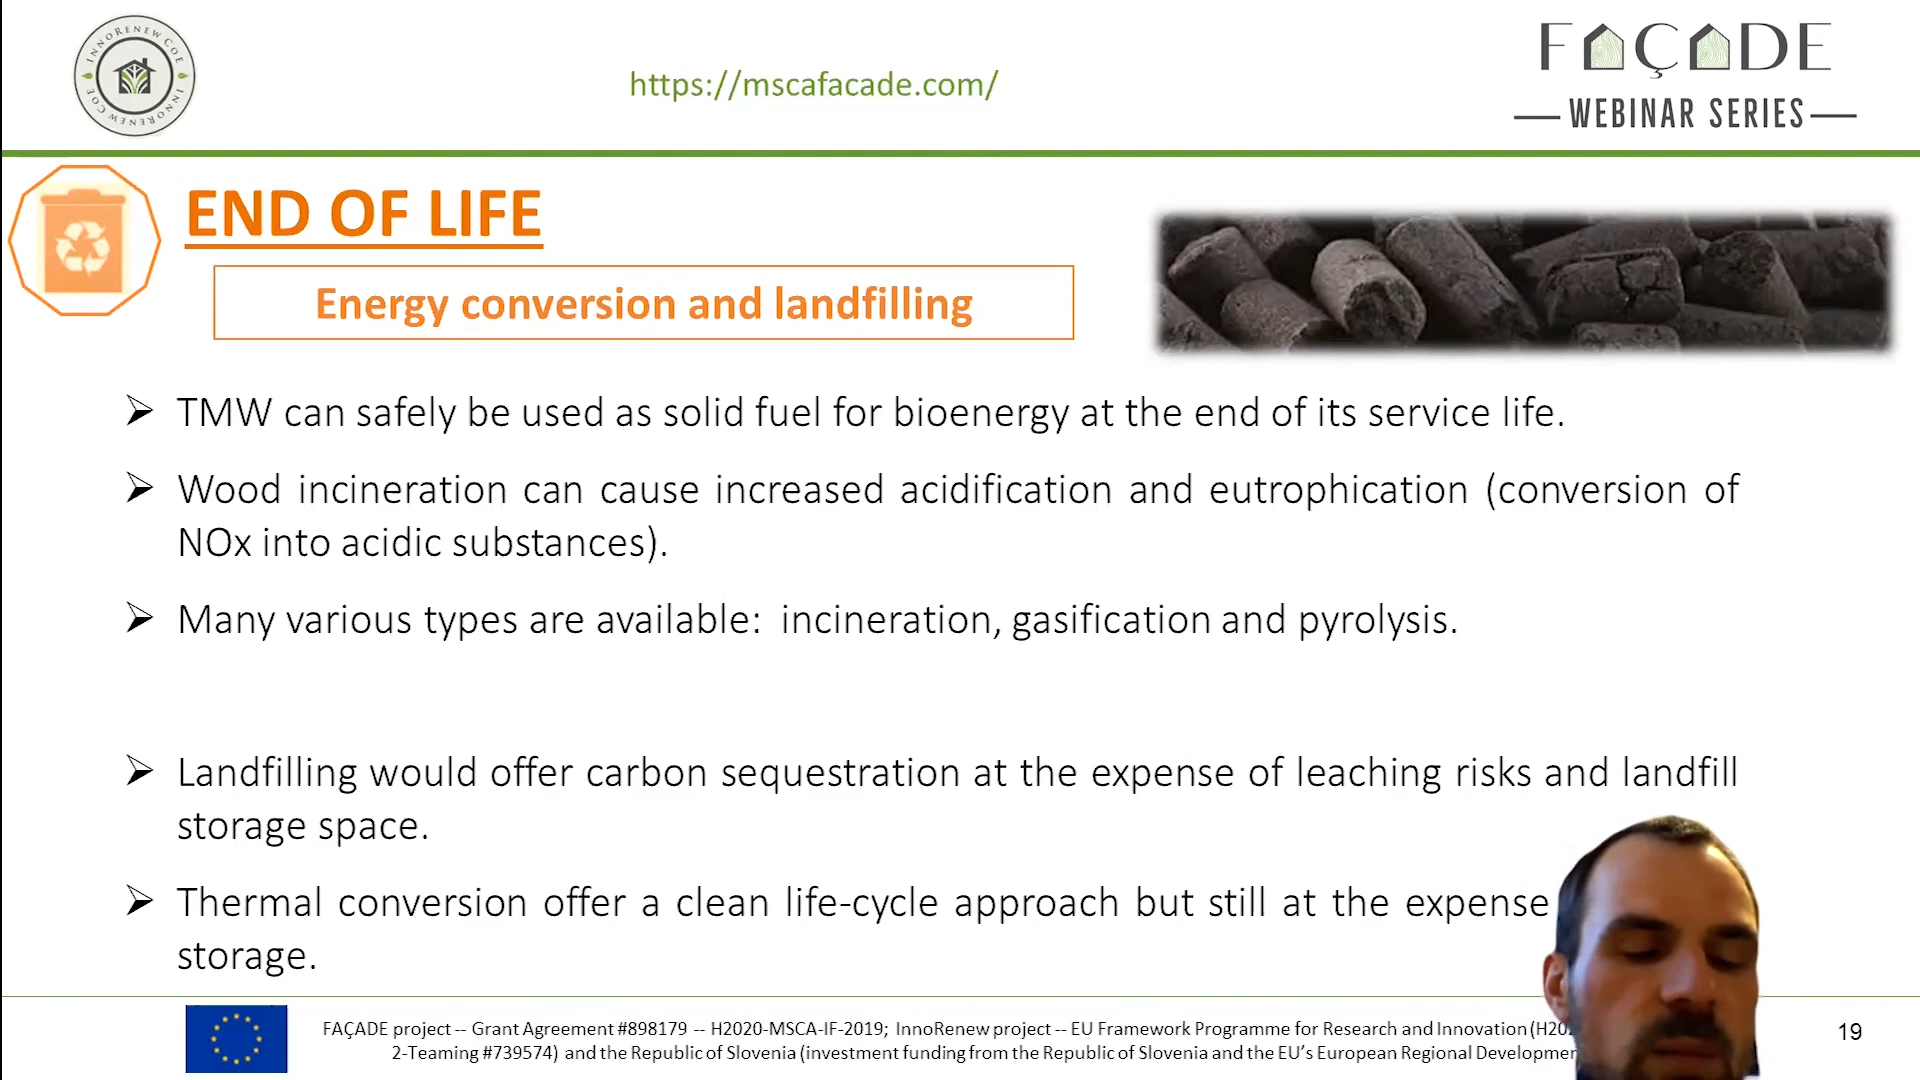 INNORENEW COE
INNORENEW COE
https://mscafacade.com/
FAÇADE
WEBINAR SERIES
END OF LIFE
Energy conversion and landfilling
TMW can safely be used as solid fuel for bioenergy at the end of its service life.
Wood incineration can cause increased acidification and eutrophication (conversion of
NOx into acidic substances).
Many various types are available: incineration, gasification and pyrolysis.
Landfilling would offer carbon sequestration at the expense of leaching risks and landfill
storage space.
Thermal conversion offer a clean life-cycle approach but still at the expense
storage.
FAÇADE project -- Grant Agreement #898179 -- H2020-MSCA-IF-2019; InnoRenew project -- EU Framework Programme for Research and Innovation
2-Teaming #739574) and the Republic of Slovenia (investment funding from the Republic of Slovenia and the EU's European Regional
19